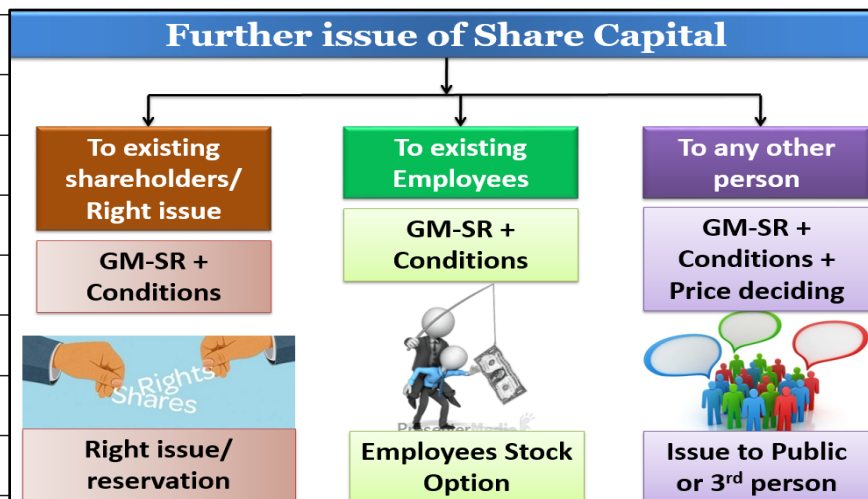 Further issue of Share Capital
To existing
shareholders/
Right issue
GM-SR +
Conditions
Rights
Shares
Right issue/
reservation
To existing
Employees
GM-SR +
Conditions
PresenterMedia
Employees Stock
Option
To any other
person
GM-SR +
Conditions +
Price deciding
Issue to Public
or 3rd person